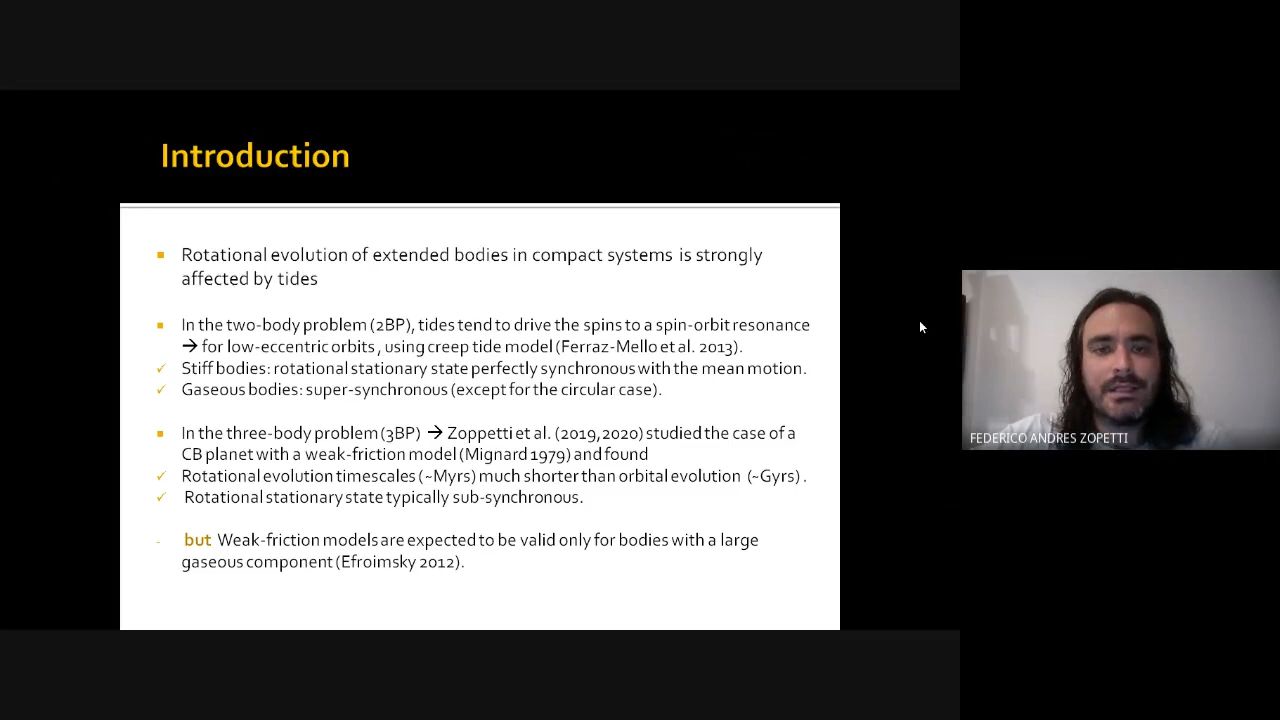 Introduction
Rotational evolution of extended bodies in compact systems is strongly
affected by tides
In the two-body problem (2BP), tides tend to drive the spins to a spin-orbit resonance
→ for low-eccentric orbits, using creep tide model (Ferraz-Mello et al. 2013).
✓ Stiff bodies: rotational stationary state perfectly synchronous with the mean motion.
✓ Gaseous bodies: super-synchronous (except for the circular case).
In the three-body problem (3BP) → Zoppetti et al. (2019,2020) studied the case of a
CB planet with a weak-friction model (Mignard 1979) and found
✓ Rotational evolution timescales (~Myrs) much shorter than orbital evolution (~Gyrs).
✓ Rotational stationary state typically sub-synchronous.
- but Weak-friction models are expected to be valid only for bodies with a large
gaseous component (Efroimsky 2012).
FEDERICO ANDRES ZOPETTI